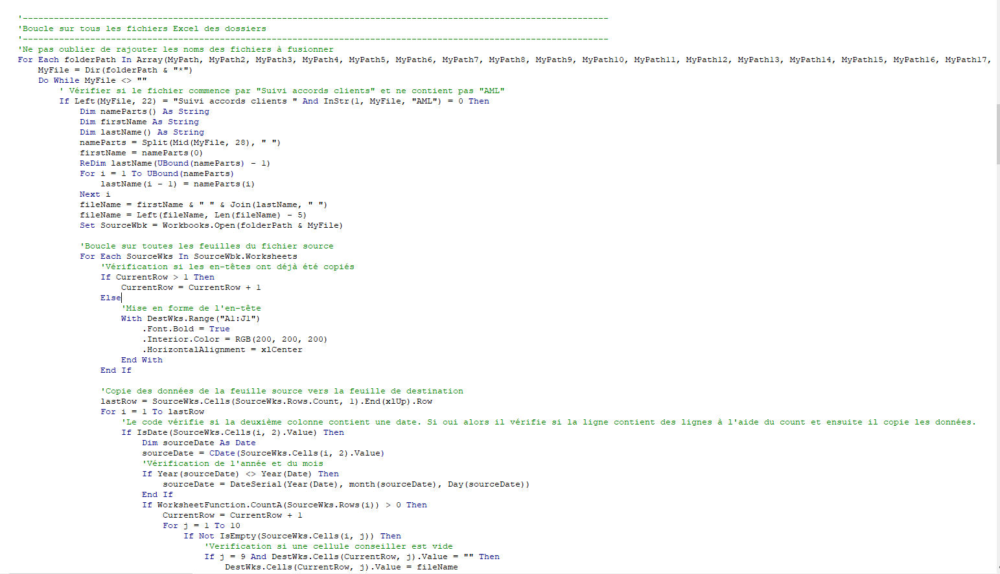 '-----------------------------------------------------------------------------------------------------------------
'Boucle sur tous les fichiers Excel des dossiers
'-----------------------------------------------------------------------------------------------------------------
'Ne pas oublier de rajouter les noms des fichiers à fusionner
For Each folderPath In Array(MyPath, MyPath2, MyPath3, MyPath4, MyPath5, MyPath6, MyPath7, MyPath8, MyPath9, MyPath10, MyPath11, MyPath12, MyPath13, MyPath14, MyPath15, MyPath16, MyPath17,
    MyFile = Dir(folderPath & "*")
    Do While MyFile <> ""
        ' Vérifier si le fichier commence par "Suivi accords clients" et ne contient pas "AML"
        If Left(MyFile, 22) = "Suivi accords clients " And InStr(1, MyFile, "AML") = 0 Then
            Dim nameParts() As String
            Dim firstName As String
            Dim lastName() As String
            nameParts = Split(Mid(MyFile, 28), " ")
            firstName = nameParts(0)
            ReDim lastName(UBound(nameParts) - 1)
            For i = 1 To UBound(nameParts)
                lastName(i - 1) = nameParts(i)
            Next i
            fileName = firstName & " " & Join(lastName, " ")
            fileName = Left(fileName, Len(fileName) - 5)
            Set SourceWbk = Workbooks.Open(folderPath & MyFile)

            'Boucle sur toutes les feuilles du fichier source
            For Each SourceWks In SourceWbk.Worksheets
                'Vérification si les en-têtes ont déjà été copiés
                If CurrentRow > 1 Then
                    CurrentRow = CurrentRow + 1
                Else
                    'Mise en forme de l'en-tête
                    With DestWks.Range("A1:J1")
                        .Font.Bold = True
                        .Interior.Color = RGB(200, 200, 200)
                        .HorizontalAlignment = xlCenter
                    End With
                End If

                'Copie des données de la feuille source vers la feuille de destination
                lastRow = SourceWks.Cells(SourceWks.Rows.Count, 1).End(xlUp).Row
                For i = 1 To lastRow
                    'Le code vérifie si la deuxième colonne contient une date. Si oui alors il vérifie si la ligne contient des lignes à l'aide du count et ensuite il copie les données.
                    If IsDate(SourceWks.Cells(i, 2).Value) Then
                        Dim sourceDate As Date
                        sourceDate = CDate(SourceWks.Cells(i, 2).Value)
                        'Vérification de l'année et du mois
                        If Year(sourceDate) <> Year(Date) Then
                            sourceDate = DateSerial(Year(Date), month(sourceDate), Day(sourceDate))
                        End If
                        If WorksheetFunction.CountA(SourceWks.Rows(i)) > 0 Then
                            CurrentRow = CurrentRow + 1
                            For j = 1 To 10
                                If Not IsEmpty(SourceWks.Cells(i, j)) Then
                                    'Verification si une cellule conseiller est vide
                                    If j = 9 And DestWks.Cells(CurrentRow, j).Value = "" Then
                                        DestWks.Cells(CurrentRow, j).Value = fileName